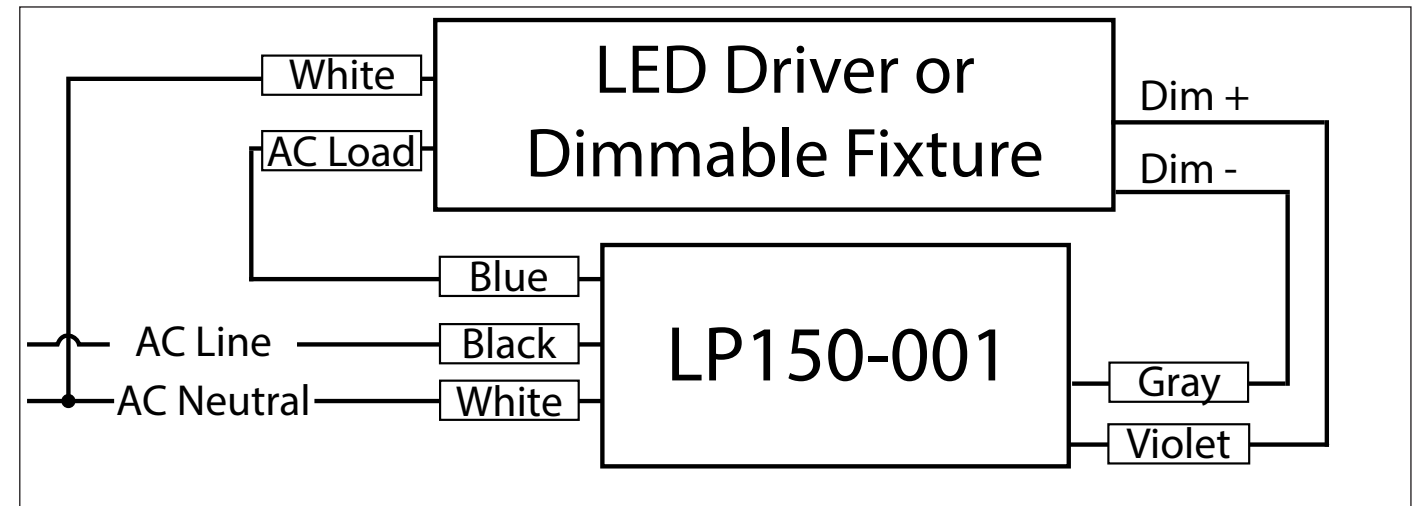 White
AC Load
LED Driver or
Dimmable Fixture
Dim +
Dim -
Blue
AC Line
Black
AC Neutral
White
LP150-001
Gray
Violet